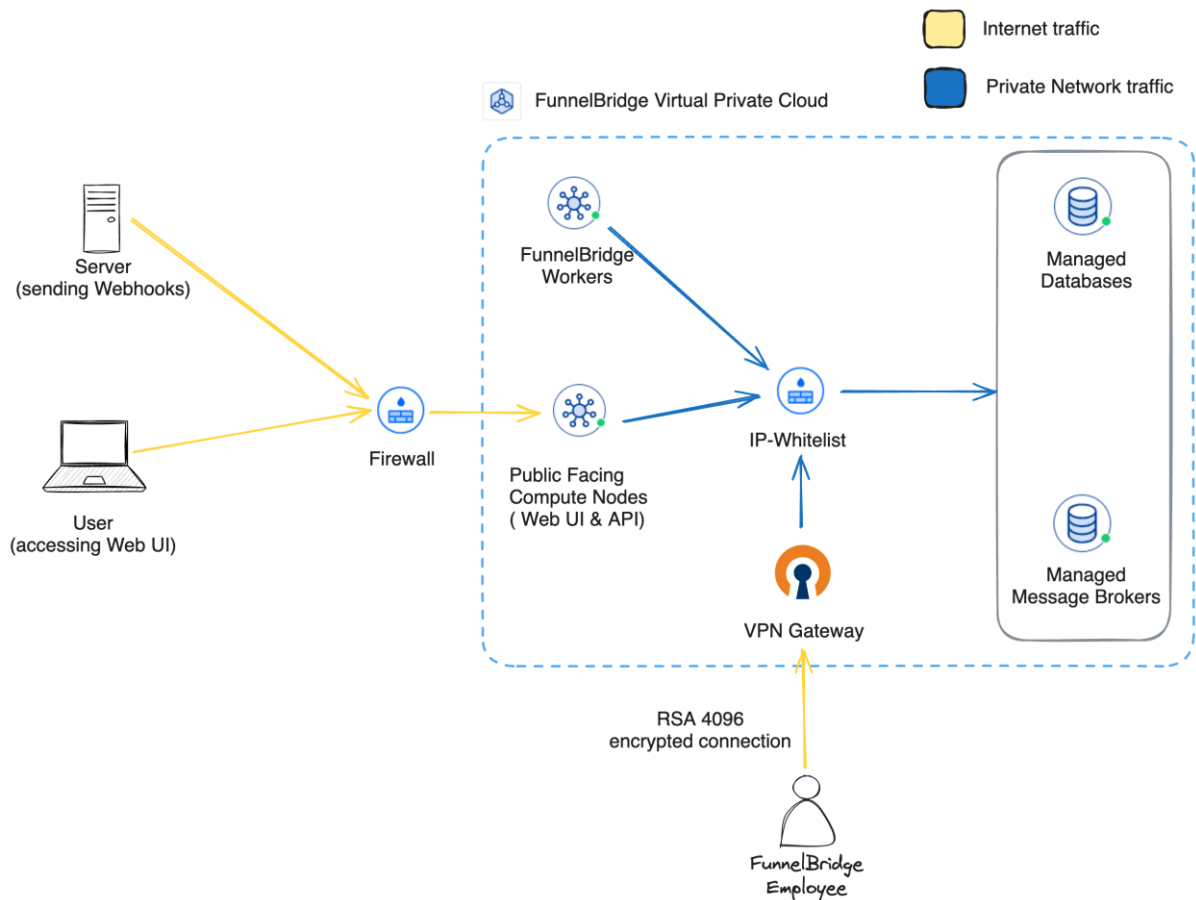 Internet traffic
Private Network traffic
FunnelBridge Virtual Private Cloud
Server
(sending Webhooks)
FunnelBridge
Workers
Managed
Databases
User
(accessing Web UI)
Firewall
Public Facing
Compute Nodes
( Web UI & API)
IP-Whitelist
VPN Gateway
Managed
Message Brokers
RSA 4096
encrypted connection
FunnelBridge
Employee